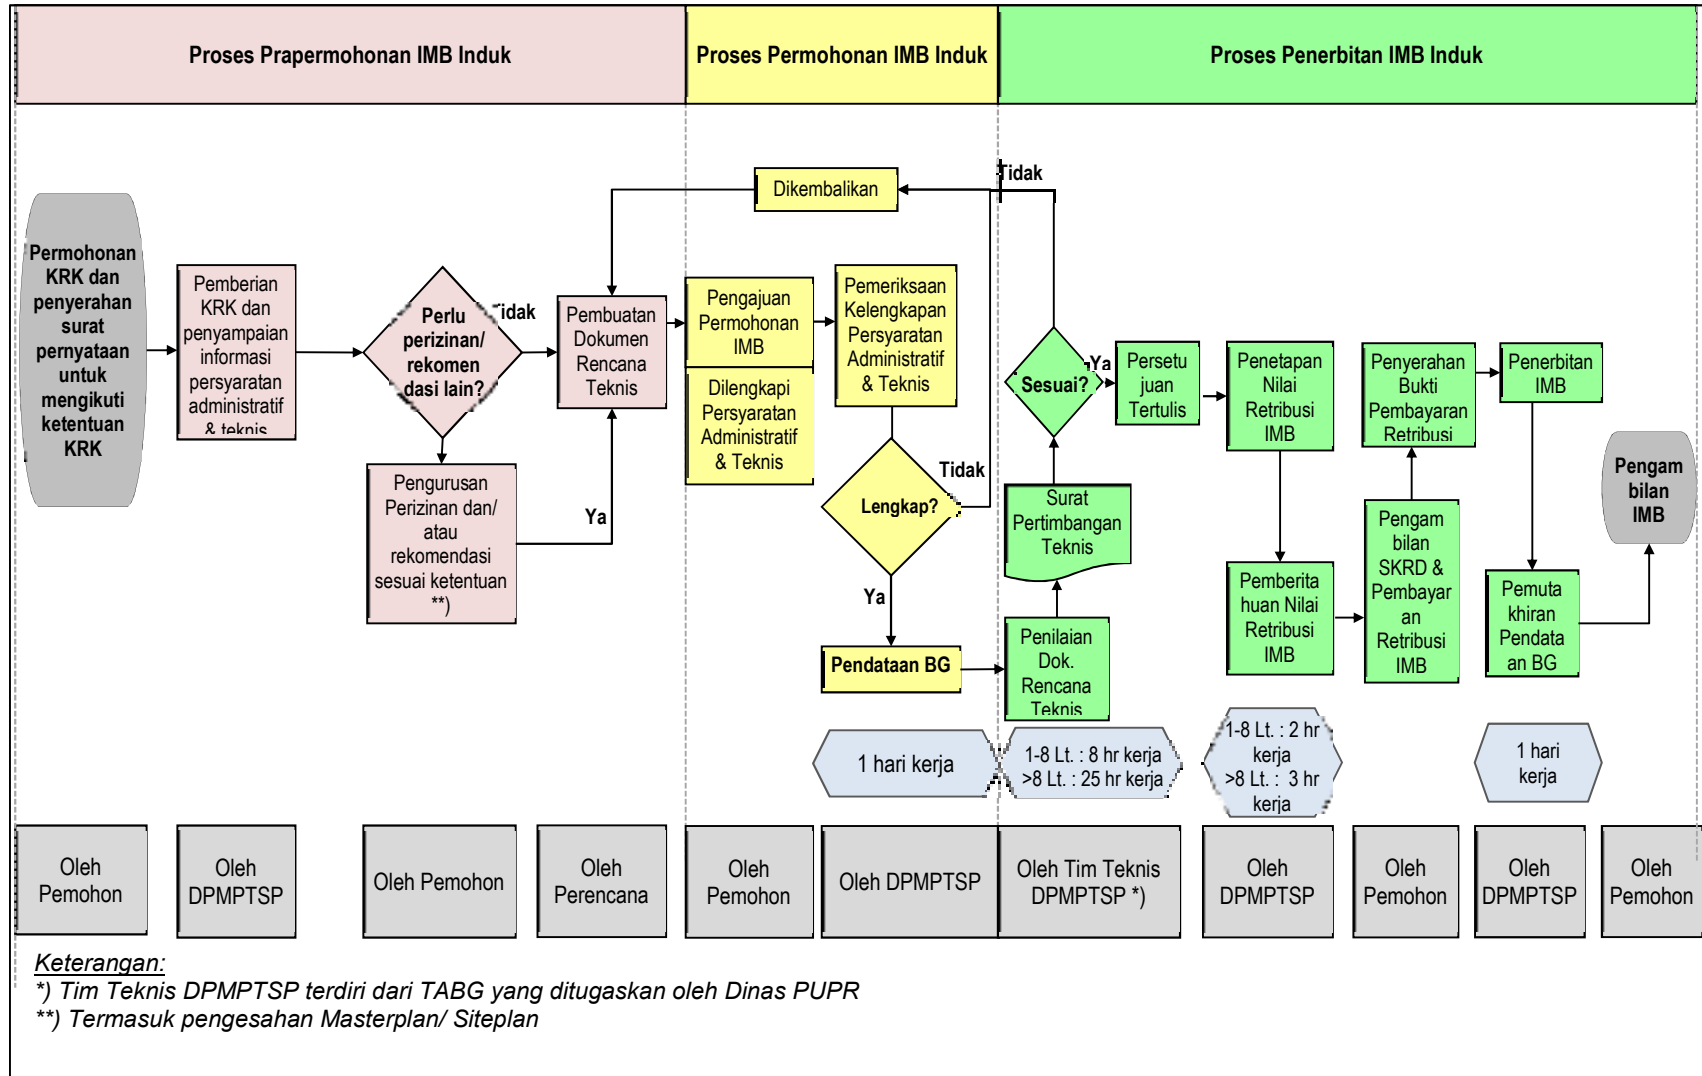 Proses Prapermohonan IMB Induk
Proses Permohonan IMB Induk
Proses Penerbitan IMB Induk
Permohonan
KRK dan
penyerahan
surat
pernyataan
untuk
mengikuti
ketentuan
KRK
Pemberian
KRK dan
penyampaian
informasi
persyaratan
administratif
& teknis
Perlu
perizinan/
rekomen
dasi lain?
Tidak
Pengurusan
Perizinan dan/
atau
rekomendasi
sesuai ketentuan
**)
Ya
Pembuatan
Dokumen
Rencana
Teknis
Dikembalikan
Pengajuan
Permohonan
IMB
Dilengkapi
Persyaratan
Administratif
& Teknis
Pemeriksaan
Kelengkapan
Persyaratan
Administratif
& Teknis
Lengkap?
Tidak
Ya
Pendataan BG
Tidak
Sesuai?
Ya
Surat
Pertimbangan
Teknis
Penilaian
Dok.
Rencana
Teknis
Persetu
juan
Tertulis
Penetapan
Nilai
Retribusi
IMB
Pemberita
huan Nilai
Retribusi
IMB
Penyerahan
Bukti
Pembayaran
Retribusi
Pengam
bilan
SKRD &
Pembayar
an
Retribusi
IMB
Penerbitan
IMB
Pemuta
khiran
Pendata
an BG
Pengam
bilan
IMB
1 hari kerja
1-8 Lt. : 8 hr kerja
>8 Lt. : 25 hr kerja
1-8 Lt. : 2 hr
kerja
>8 Lt. : 3 hr
kerja
1 hari
kerja
Oleh
Pemohon
Oleh
DPMPTSP
Oleh Pemohon
Oleh
Perencana
Oleh
Pemohon
Oleh DPMPTSP
Oleh Tim Teknis
DPMPTSP *)
Oleh
DPMPTSP
Oleh
Pemohon
Oleh
DPMPTSP
Oleh
Pemohon
Keterangan:
*) Tim Teknis DPMPTSP terdiri dari TABG yang ditugaskan oleh Dinas PUPR
**) Termasuk pengesahan Masterplan/ Siteplan